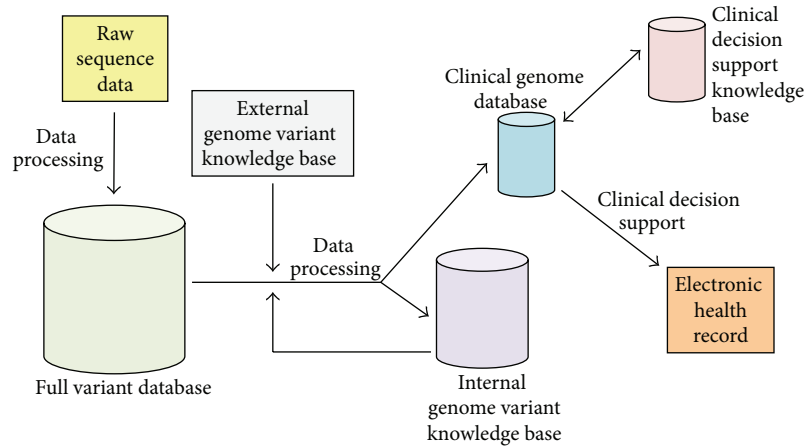 Raw
sequence
data
Data
processing
External
genome variant
knowledge base
Full variant database
Data
processing
Clinical genome
database
Clinical
decision
support
knowledge
base
Clinical decision
support
Electronic
health
record
Internal
genome variant
knowledge base